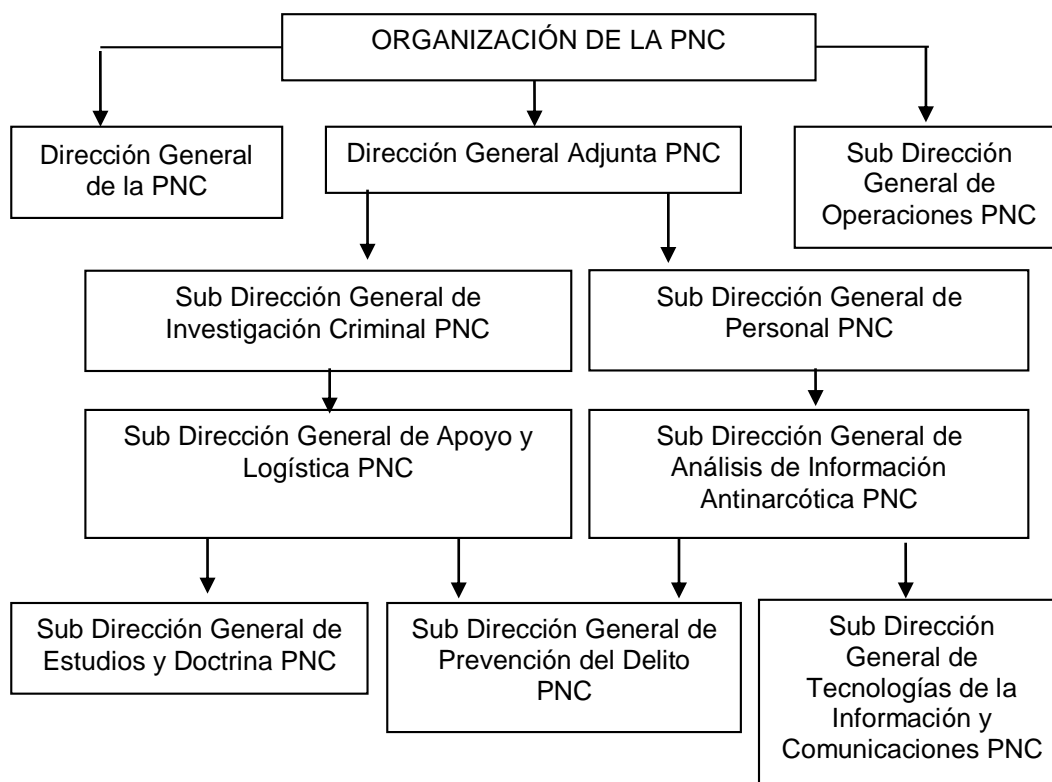 ORGANIZACIÓN DE LA PNC
Dirección General
de la PNC
Dirección General Adjunta PNC
Sub Dirección
General de
Operaciones PNC
Sub Dirección General de
Investigación Criminal PNC
Sub Dirección General de
Personal PNC
Sub Dirección General de Apoyo y
Logística PNC
Sub Dirección General de
Análisis de Información
Antinarcótica PNC
Sub Dirección General de
Estudios y Doctrina PNC
Sub Dirección General de
Prevención del Delito
PNC
Sub Dirección
General de
Tecnologías de la
Información y
Comunicaciones PNC